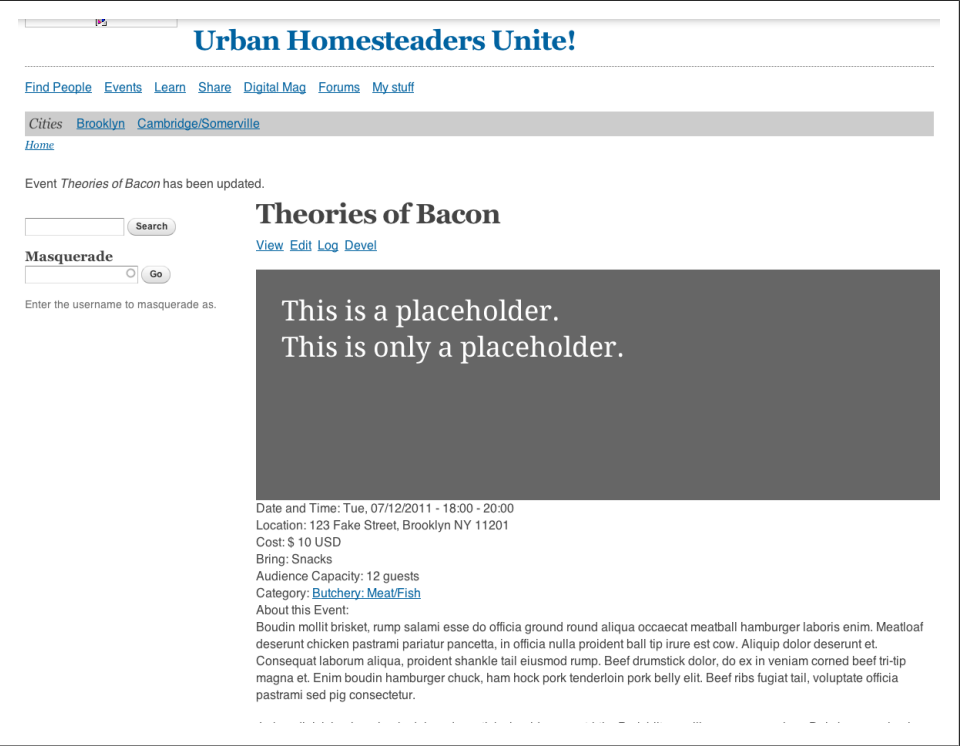 Urban Homesteaders Unite!
Find People Events Learn Share Digital Mag Forums My stuff
Cities Brooklyn Cambridge/Somerville
Home
Event Theories of Bacon has been updated.
Search
Masquerade
Go
Enter the username to masquerade as.
Theories of Bacon
View Edit Log Devel
This is a placeholder.
This is only a placeholder.
Date and Time: Tue, 07/12/2011 - 18:00 - 20:00
Location: 123 Fake Street, Brooklyn NY 11201
Cost: $ 10 USD
Bring: Snacks
Audience Capacity: 12 guests
Category: Butchery: Meat/Fish
About this Event:
Boudin mollit brisket, rump salami esse do officia ground round aliqua occaecat meatball hamburger laboris enim. Meatloaf
deserunt chicken pastrami pariatur pancetta, in officia nulla proident ball tip irure est cow. Aliquip dolor deserunt et.
Consequat laborum aliqua, proident shankle tail eiusmod rump. Beef drumstick dolor, do ex in veniam corned beef tri-tip
magna et. Enim boudin hamburger chuck, ham hock pork tenderloin pork belly elit. Beef ribs fugiat tail, voluptate officia
pastrami sed pig consectetur.